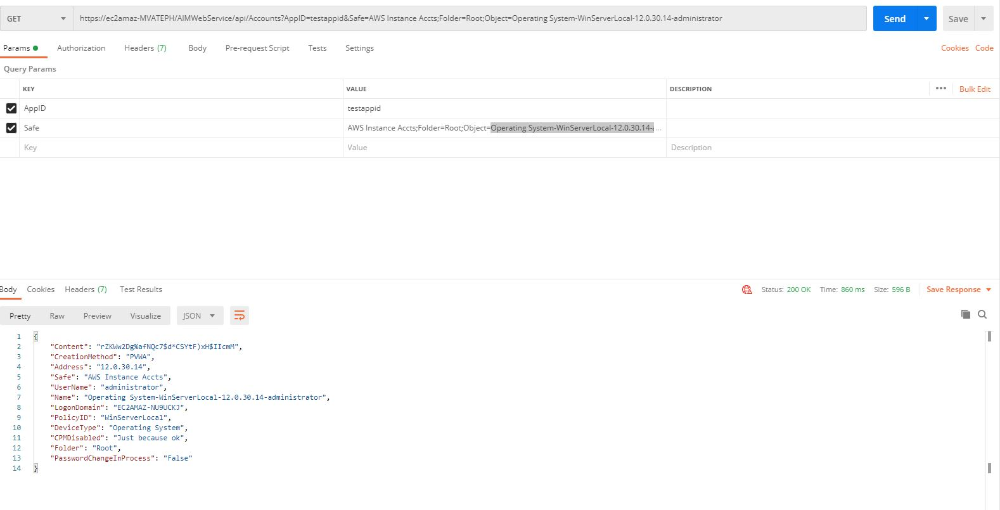 GET https://ec2amaz-MVATEPH/AIMWebService/api/Accounts?AppID=testappid&Safe=AWS Instance Accts;Folder=Root;Object=Operating System-WinServerLocal-12.0.30.14-administrator Send Save
Params Authorization Headers (7) Body Pre-request Script Tests Settings Cookies Code
Query Params
KEY VALUE DESCRIPTION ••• Bulk Edit
AppID testappid
Safe AWS Instance Accts;Folder=Root;Object=Operating System-WinServerLocal-12.0.30.14-a...
Key Value Description
Body Cookies Headers (7) Test Results Status: 200 OK Time: 860 ms Size: 596 B Save Response
Pretty Raw Preview Visualize JSON
1 {
2 "Content": "rZKWw2Dg%afNQc7$d*CSYtF)xH$IIcmM",
3 "CreationMethod": "PVWA",
4 "Address": "12.0.30.14",
5 "Safe": "AWS Instance Accts",
6 "UserName": "administrator",
7 "Name": "Operating System-WinServerLocal-12.0.30.14-administrator",
8 "LogonDomain": "EC2AMAZ-NU9UCKJ",
9 "PolicyID": "WinServerLocal",
10 "DeviceType": "Operating System",
11 "CPMDisabled": "Just because ok",
12 "Folder": "Root",
13 "PasswordChangeInProcess": "False"
14 }